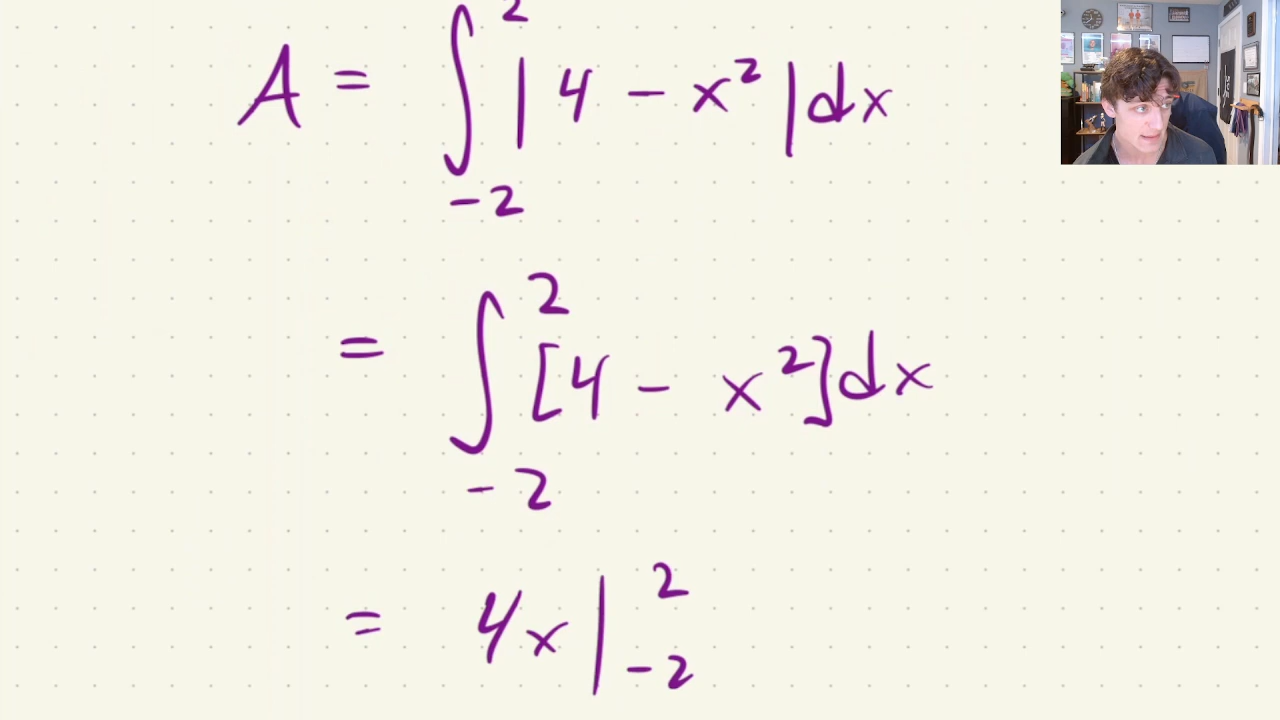 A = ∫_{-2}^{2} |4 - x²| dx
= ∫_{-2}^{2} [4 - x²] dx
= 4x |_{-2}^{2}